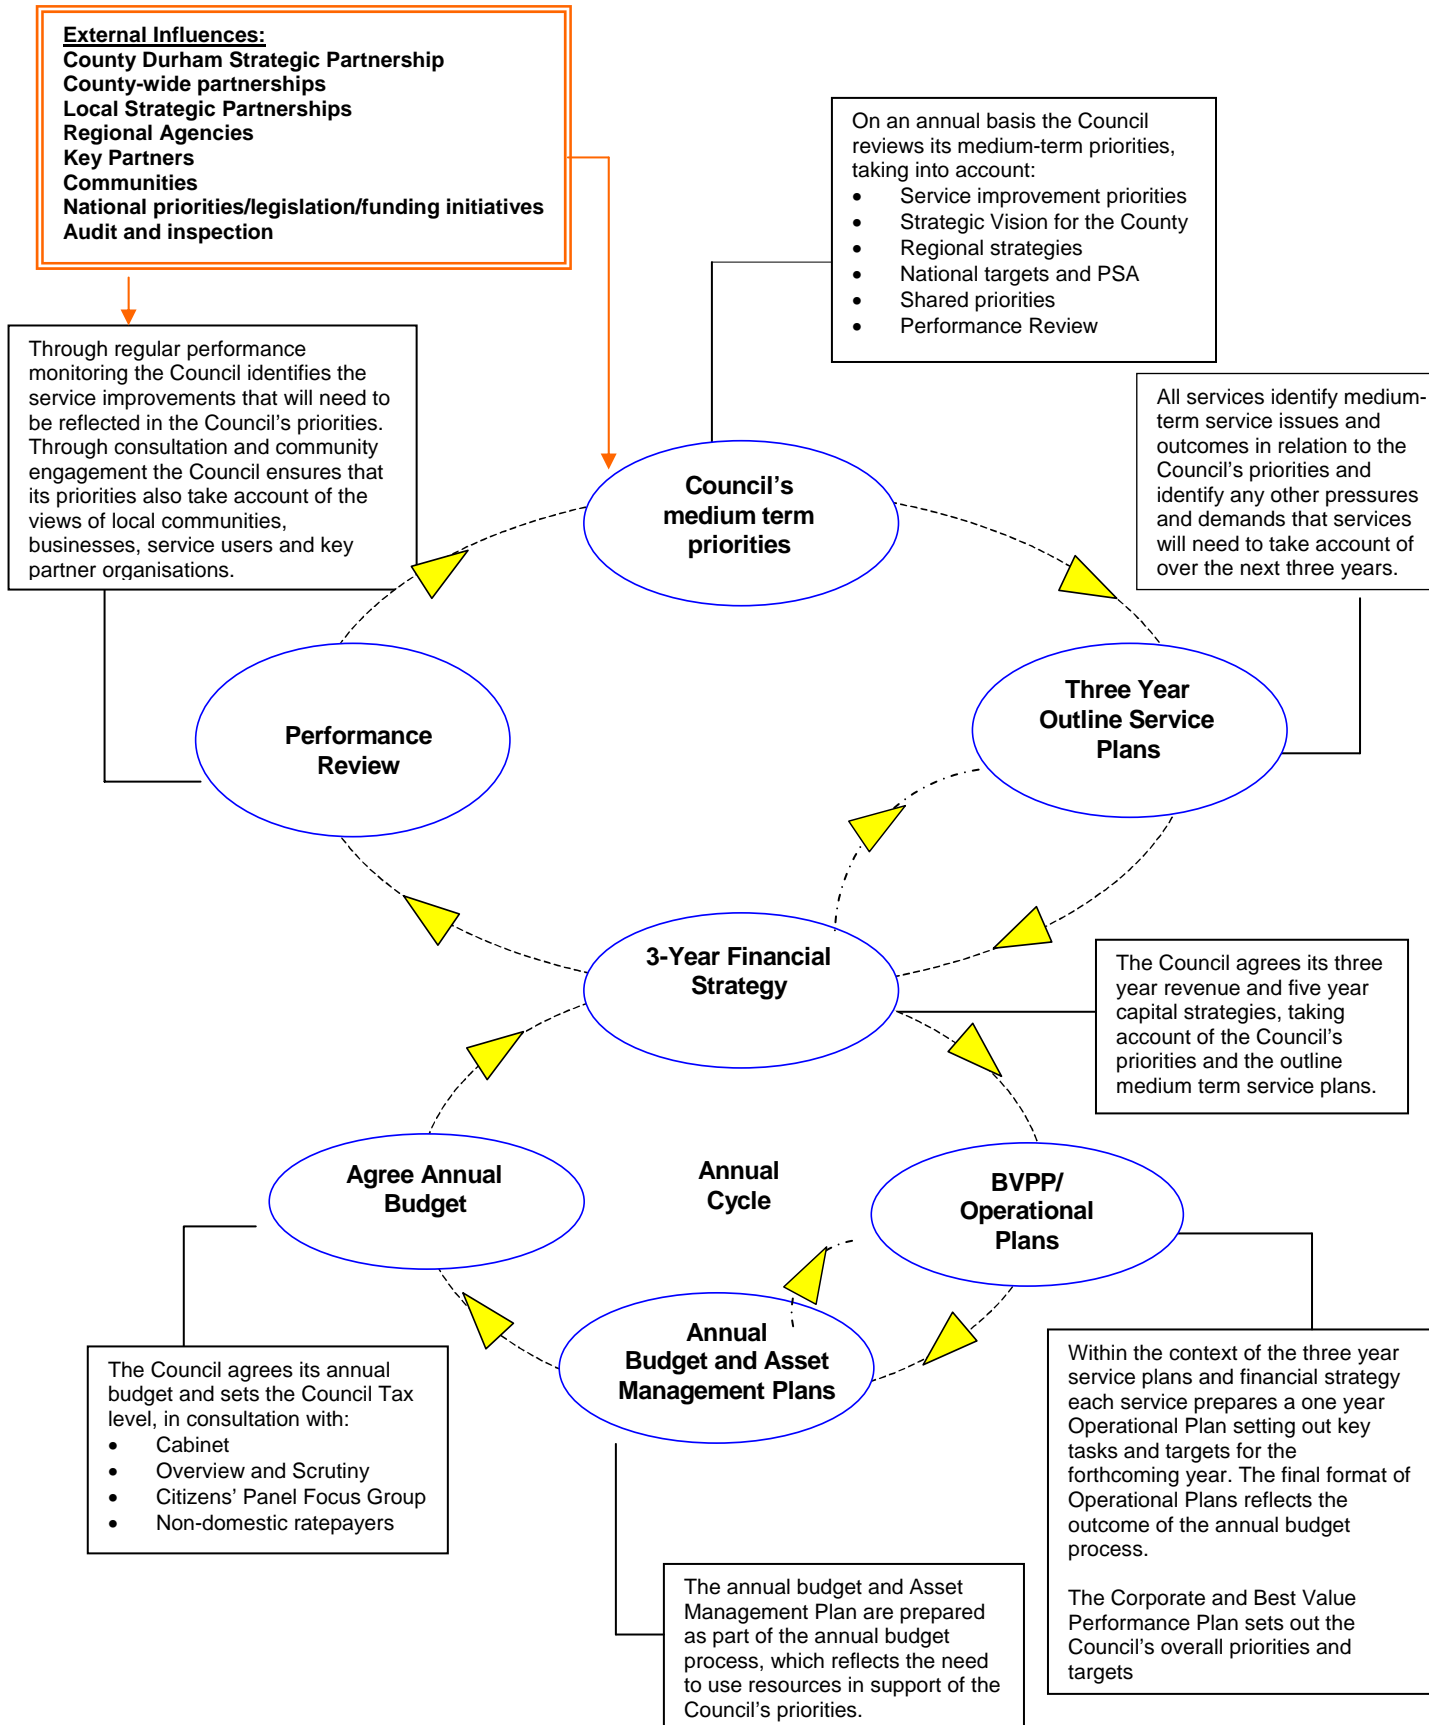 External Influences:
County Durham Strategic Partnership
County-wide partnerships
Local Strategic Partnerships
Regional Agencies
Key Partners
Communities
National priorities/legislation/funding initiatives
Audit and inspection
On an annual basis the Council
reviews its medium-term priorities,
taking into account:
• Service improvement priorities
• Strategic Vision for the County
• Regional strategies
• National targets and PSA
• Shared priorities
• Performance Review
Through regular performance
monitoring the Council identifies the
service improvements that will need to
be reflected in the Council's priorities.
Through consultation and community
engagement the Council ensures that
its priorities also take account of the
views of local communities,
businesses, service users and key
partner organisations.
All services identify medium-
term service issues and
outcomes in relation to the
Council's priorities and
identify any other pressures
and demands that services
will need to take account of
over the next three years.
Council's
medium term
priorities
Three Year
Outline Service
Plans
Performance
Review
3-Year Financial
Strategy
The Council agrees its three
year revenue and five year
capital strategies, taking
account of the Council's
priorities and the outline
medium term service plans.
Agree Annual
Budget
Annual
Cycle
BVPP/
Operational
Plans
Annual
Budget and Asset
Management Plans
The Council agrees its annual
budget and sets the Council Tax
level, in consultation with:
• Cabinet
• Overview and Scrutiny
• Citizens' Panel Focus Group
• Non-domestic ratepayers
Within the context of the three year
service plans and financial strategy
each service prepares a one year
Operational Plan setting out key
tasks and targets for the
forthcoming year. The final format of
Operational Plans reflects the
outcome of the annual budget
process.
The Corporate and Best Value
Performance Plan sets out the
Council's overall priorities and
targets
The annual budget and Asset
Management Plan are prepared
as part of the annual budget
process, which reflects the need
to use resources in support of the
Council's priorities.